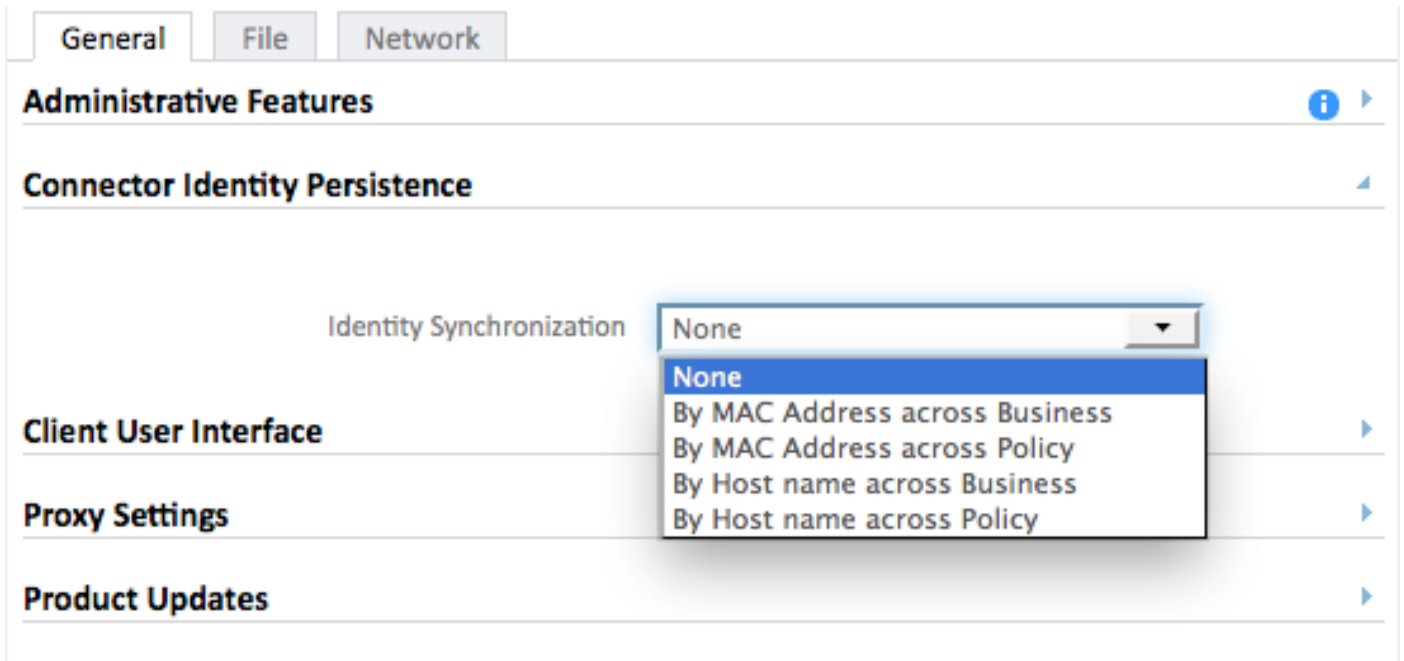 General File Network
Administrative Features
Connector Identity Persistence
Identity Synchronization None
None
By MAC Address across Business
By MAC Address across Policy
By Host name across Business
By Host name across Policy
Client User Interface
Proxy Settings
Product Updates